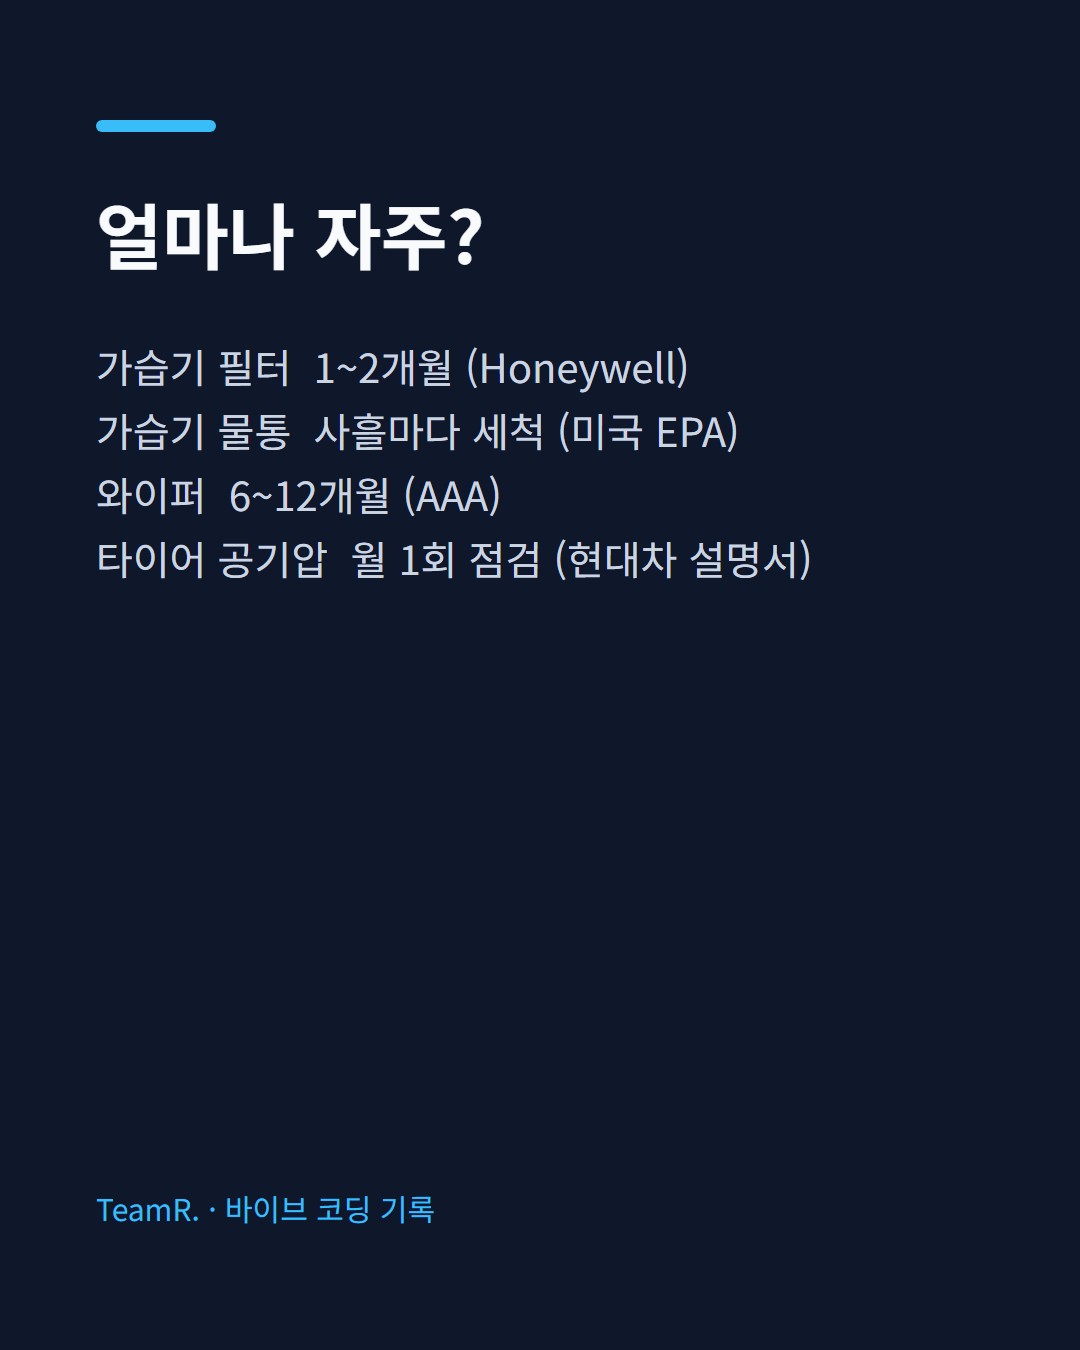 얼마나 자주?
가습기 필터  1~2개월 (Honeywell)
가습기 물통  사흘마다 세척 (미국 EPA)
와이퍼  6~12개월 (AAA)
타이어 공기압  월 1회 점검 (현대차 설명서)
TeamR. · 바이브 코딩 기록